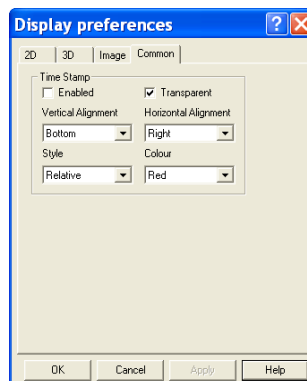 Display preferences
2D 3D Image Common
Time Stamp
Enabled Transparent
Vertical Alignment Horizontal Alignment
Bottom Right
Style Colour
Relative Red
OK Cancel Apply Help